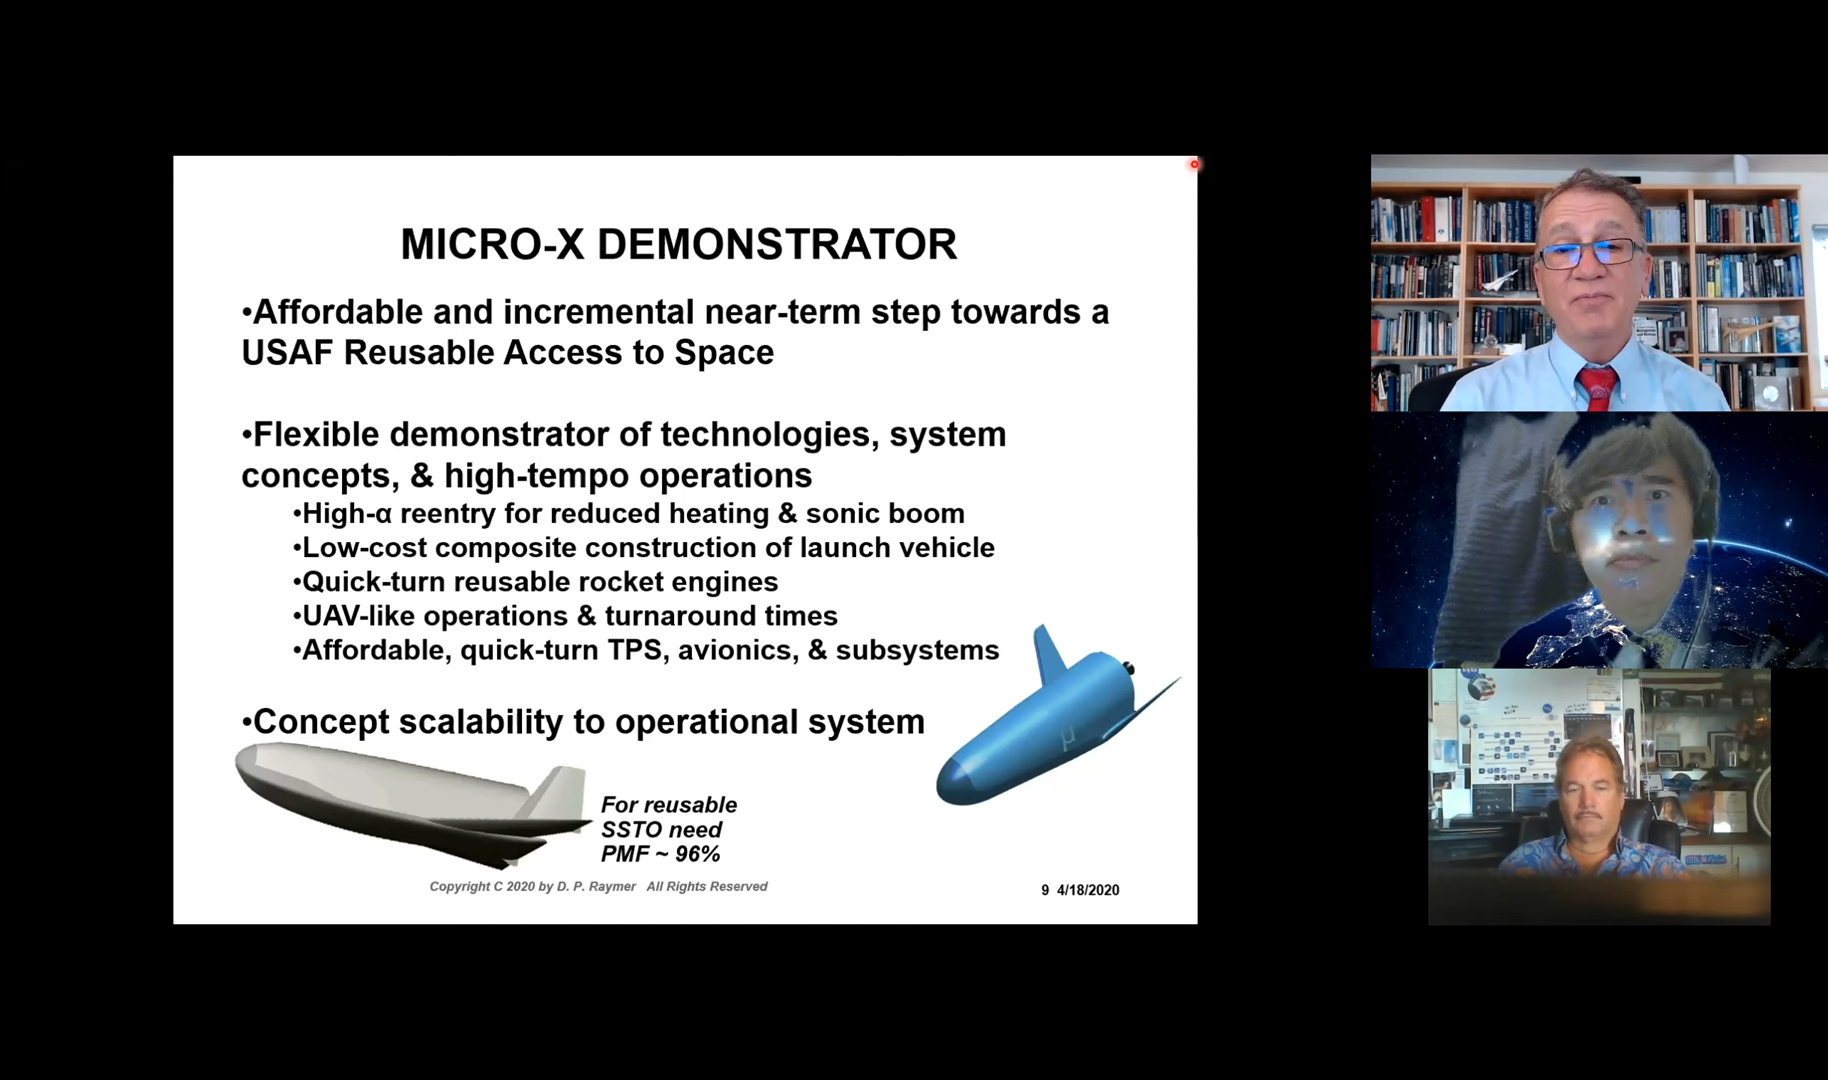 MICRO-X DEMONSTRATOR
•Affordable and incremental near-term step towards a
USAF Reusable Access to Space
•Flexible demonstrator of technologies, system
concepts, & high-tempo operations
•High-α reentry for reduced heating & sonic boom
•Low-cost composite construction of launch vehicle
•Quick-turn reusable rocket engines
•UAV-like operations & turnaround times
•Affordable, quick-turn TPS, avionics, & subsystems
•Concept scalability to operational system
µ
For reusable
SSTO need
PMF ~ 96%
Copyright C 2020 by D. P. Raymer All Rights Reserved
9 4/18/2020